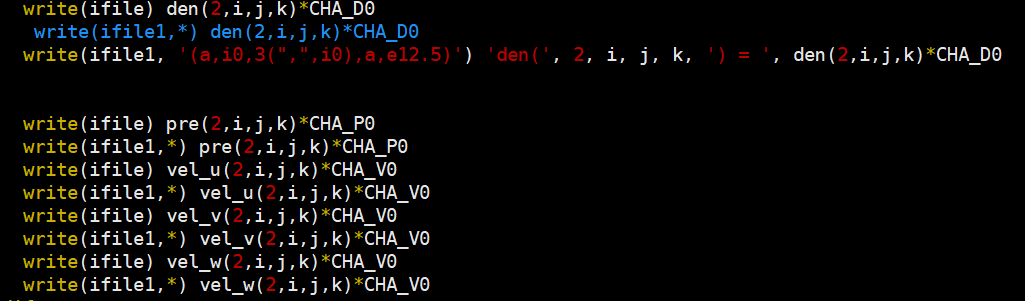 write(ifile) den(2,i,j,k)*CHA_D0
write(ifile1,*) den(2,i,j,k)*CHA_D0
write(ifile1, '(a,i0,3(",",i0),a,e12.5)') 'den(', 2, i, j, k, ') = ', den(2,i,j,k)*CHA_D0
write(ifile) pre(2,i,j,k)*CHA_P0
write(ifile1,*) pre(2,i,j,k)*CHA_P0
write(ifile) vel_u(2,i,j,k)*CHA_V0
write(ifile1,*) vel_u(2,i,j,k)*CHA_V0
write(ifile) vel_v(2,i,j,k)*CHA_V0
write(ifile1,*) vel_v(2,i,j,k)*CHA_V0
write(ifile) vel_w(2,i,j,k)*CHA_V0
write(ifile1,*) vel_w(2,i,j,k)*CHA_V0